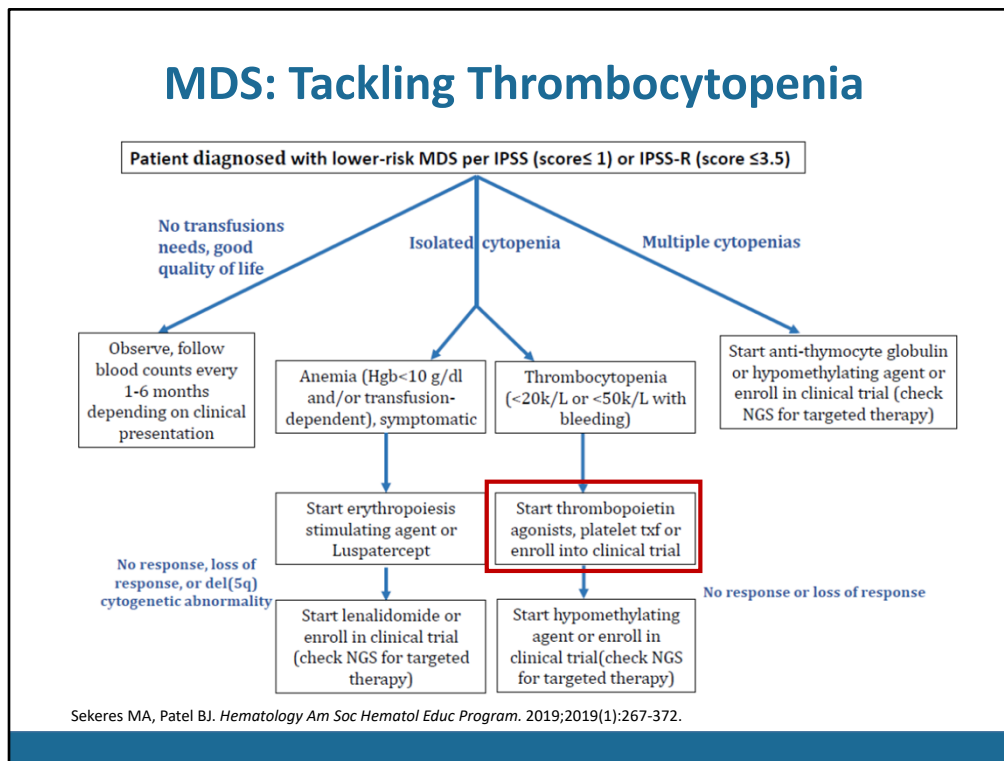 MDS: Tackling Thrombocytopenia
Patient diagnosed with lower-risk MDS per IPSS (score≤ 1) or IPSS-R (score ≤3.5)
No transfusions
needs, good
quality of life
Isolated cytopenia
Multiple cytopenias
Observe, follow
blood counts every
1-6 months
depending on clinical
presentation
Anemia (Hgb<10 g/dl
and/or transfusion-
dependent), symptomatic
Thrombocytopenia
(<20k/L or <50k/L with
bleeding)
Start anti-thymocyte globulin
or hypomethylating agent or
enroll in clinical trial (check
NGS for targeted therapy)
Start erythropoiesis
stimulating agent or
Luspatercept
Start thrombopoietin
agonists, platelet txf or
enroll into clinical trial
No response, loss of
response, or del(5q)
cytogenetic abnormality
No response or loss of response
Start lenalidomide or
enroll in clinical trial
(check NGS for targeted
therapy)
Start hypomethylating
agent or enroll in
clinical trial(check NGS
for targeted therapy)
Sekeres MA, Patel BJ. Hematology Am Soc Hematol Educ Program. 2019;2019(1):267-372.